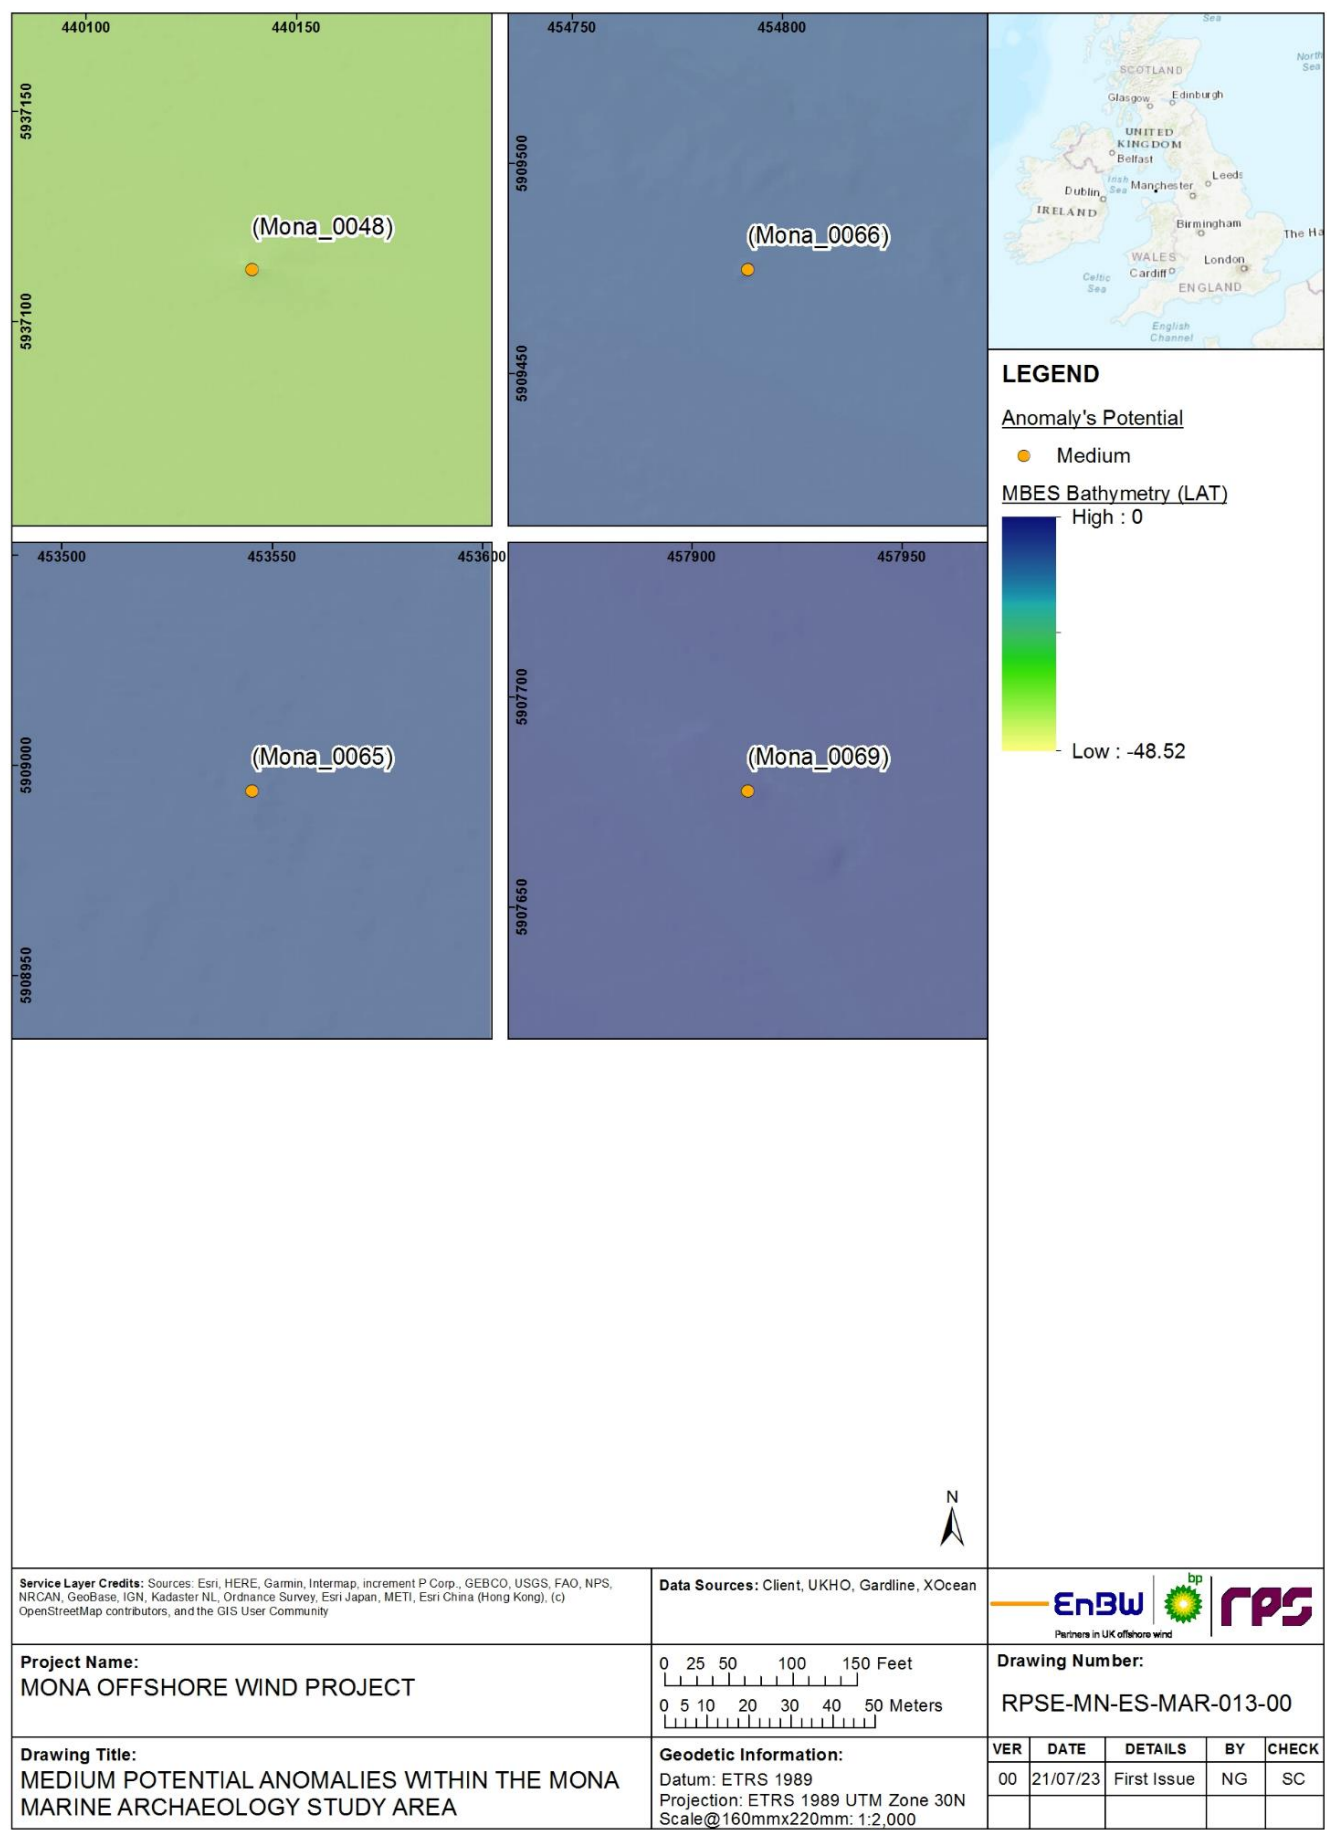 440100
440150
5937150
5937100
(Mona_0048)
454750
454800
5909500
5909450
(Mona_0066)
453500
453550
453600
5909000
5908950
(Mona_0065)
457900
457950
5907700
5907650
(Mona_0069)
N
Sea
North
Sea
SCOTLAND
Glasgow
Edinburgh
UNITED
KINGDOM
Belfast
Irish
Sea
Manchester
Leeds
Dublin
IRELAND
Birmingham
The Ha
WALES
Cardiff
London
Celtic
Sea
ENGLAND
English
Channel
LEGEND
Anomaly's Potential
Medium
MBES Bathymetry (LAT)
High : 0
Low : -48.52
Service Layer Credits: Sources: Esri, HERE, Garmin, Intermap, increment P Corp., GEBCO, USGS, FAO, NPS,
NRCAN, GeoBase, IGN, Kadaster NL, Ordnance Survey, Esri Japan, METI, Esri China (Hong Kong), (c)
OpenStreetMap contributors, and the GIS User Community
Data Sources: Client, UKHO, Gardline, XOcean
EnBW
Partners in UK offshore wind
bp
rps
Project Name:
MONA OFFSHORE WIND PROJECT
0 25 50 100 150 Feet
0 5 10 20 30 40 50 Meters
Drawing Number:
RPSE-MN-ES-MAR-013-00
Drawing Title:
MEDIUM POTENTIAL ANOMALIES WITHIN THE MONA
MARINE ARCHAEOLOGY STUDY AREA
Geodetic Information:
Datum: ETRS 1989
Projection: ETRS 1989 UTM Zone 30N
Scale@160mmx220mm: 1:2,000
VER DATE DETAILS BY CHECK
00 21/07/23 First Issue NG SC